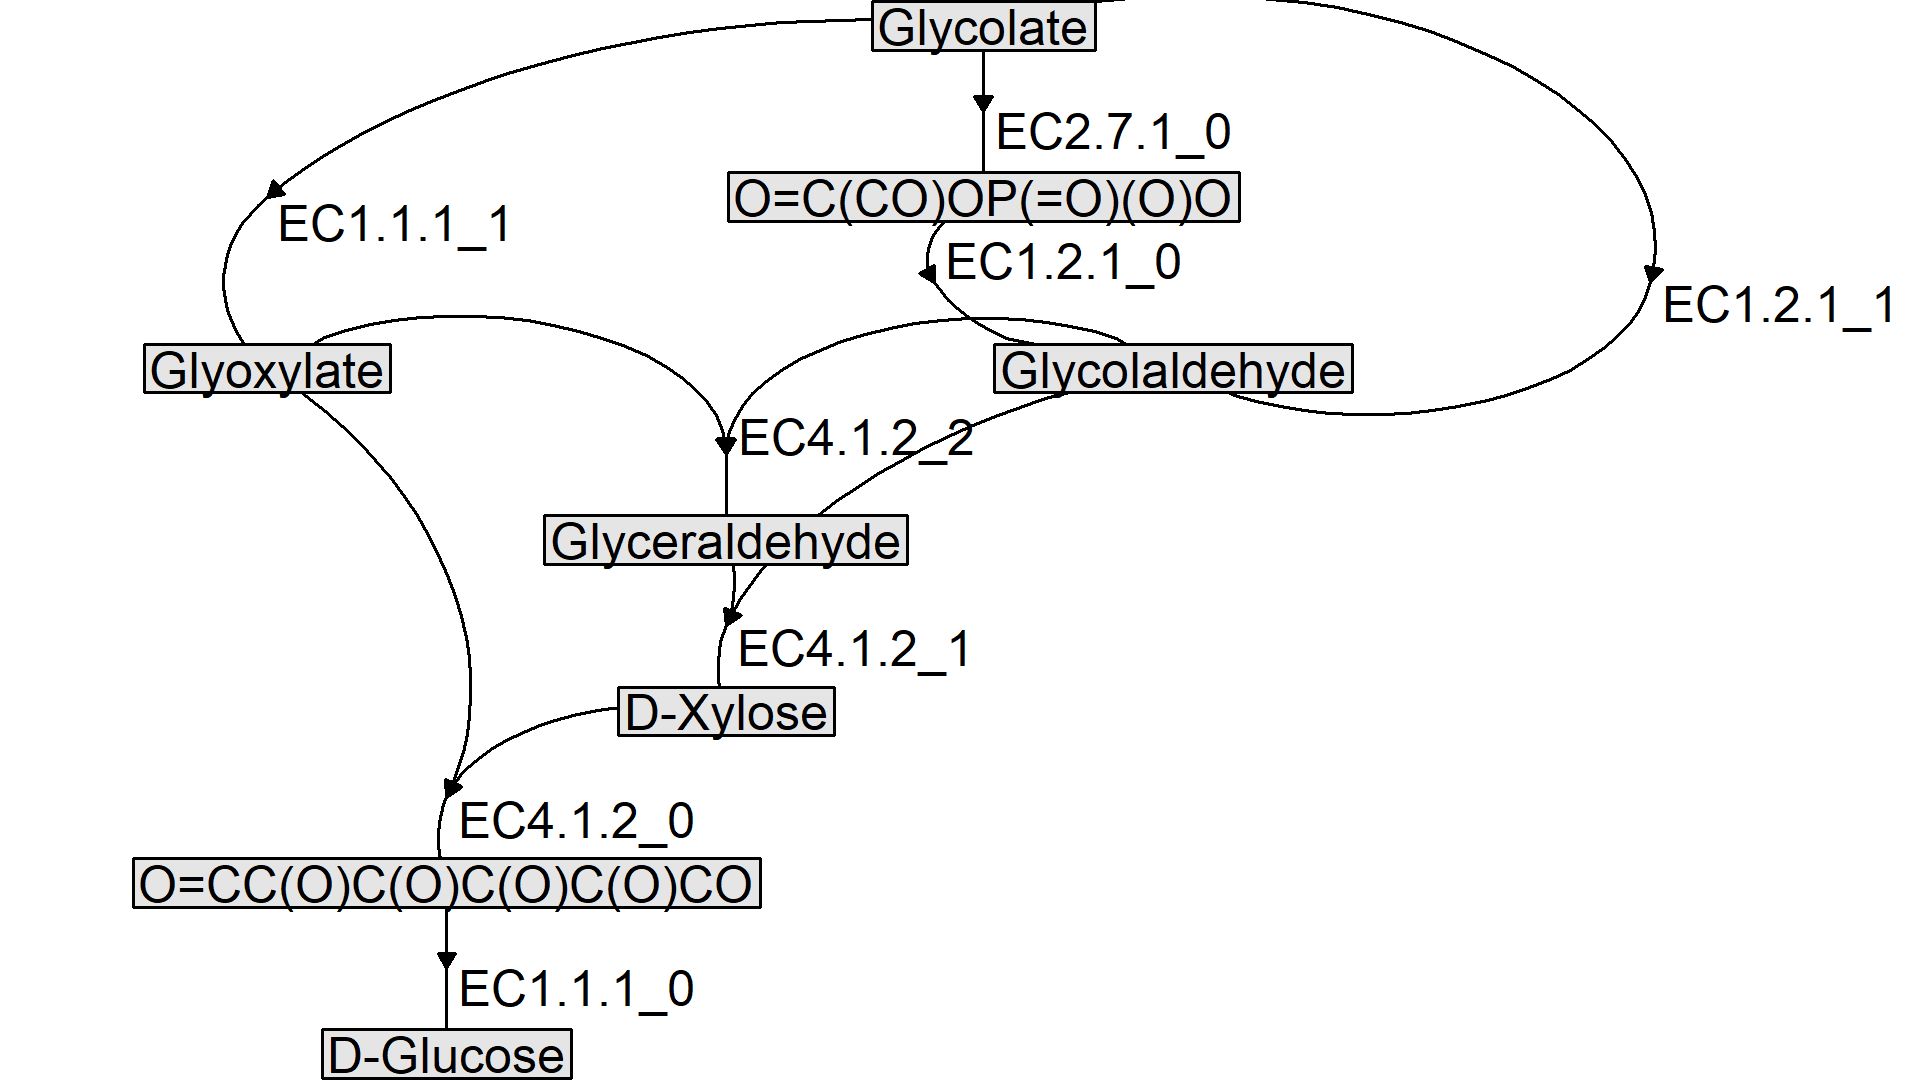 Glycolate
EC2.7.1_0
O=C(CO)OP(=O)(O)O
EC1.1.1_1
EC1.2.1_0
EC1.2.1_1
Glyoxylate
Glycolaldehyde
EC4.1.2_2
Glyceraldehyde
EC4.1.2_1
D-Xylose
EC4.1.2_0
O=CC(O)C(O)C(O)C(O)CO
EC1.1.1_0
D-Glucose